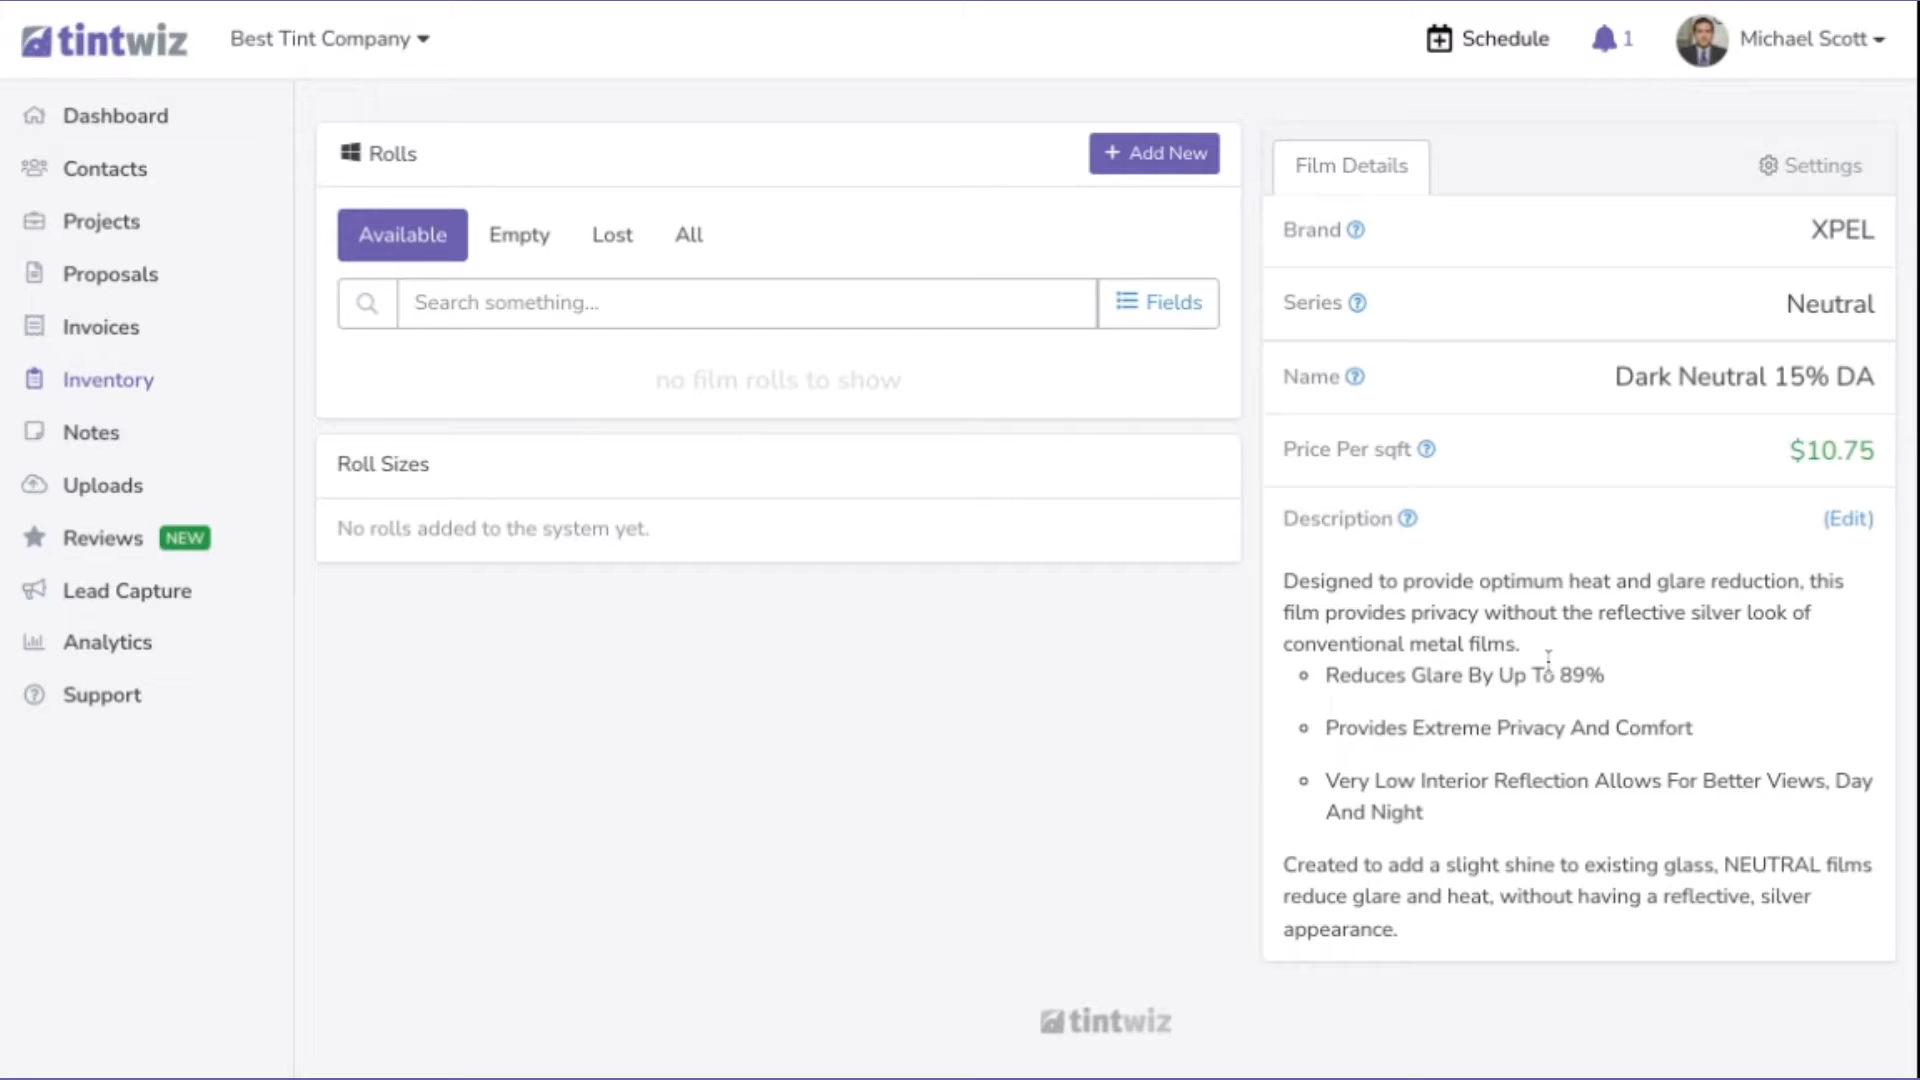 tintwiz
Best Tint Company
Schedule
1
Michael Scott
Dashboard
Contacts
Projects
Proposals
Invoices
Inventory
Notes
Uploads
Reviews NEW
Lead Capture
Analytics
Support
Rolls
+ Add New
Available
Empty
Lost
All
Search something...
Fields
no film rolls to show
Roll Sizes
No rolls added to the system yet.
Film Details
Settings
Brand ? XPEL
Series ? Neutral
Name ? Dark Neutral 15% DA
Price Per sqft ? $10.75
Description ? (Edit)
Designed to provide optimum heat and glare reduction, this
film provides privacy without the reflective silver look of
conventional metal films.
Reduces Glare By Up To 89%
Provides Extreme Privacy And Comfort
Very Low Interior Reflection Allows For Better Views, Day
And Night
Created to add a slight shine to existing glass, NEUTRAL films
reduce glare and heat, without having a reflective, silver
appearance.
tintwiz